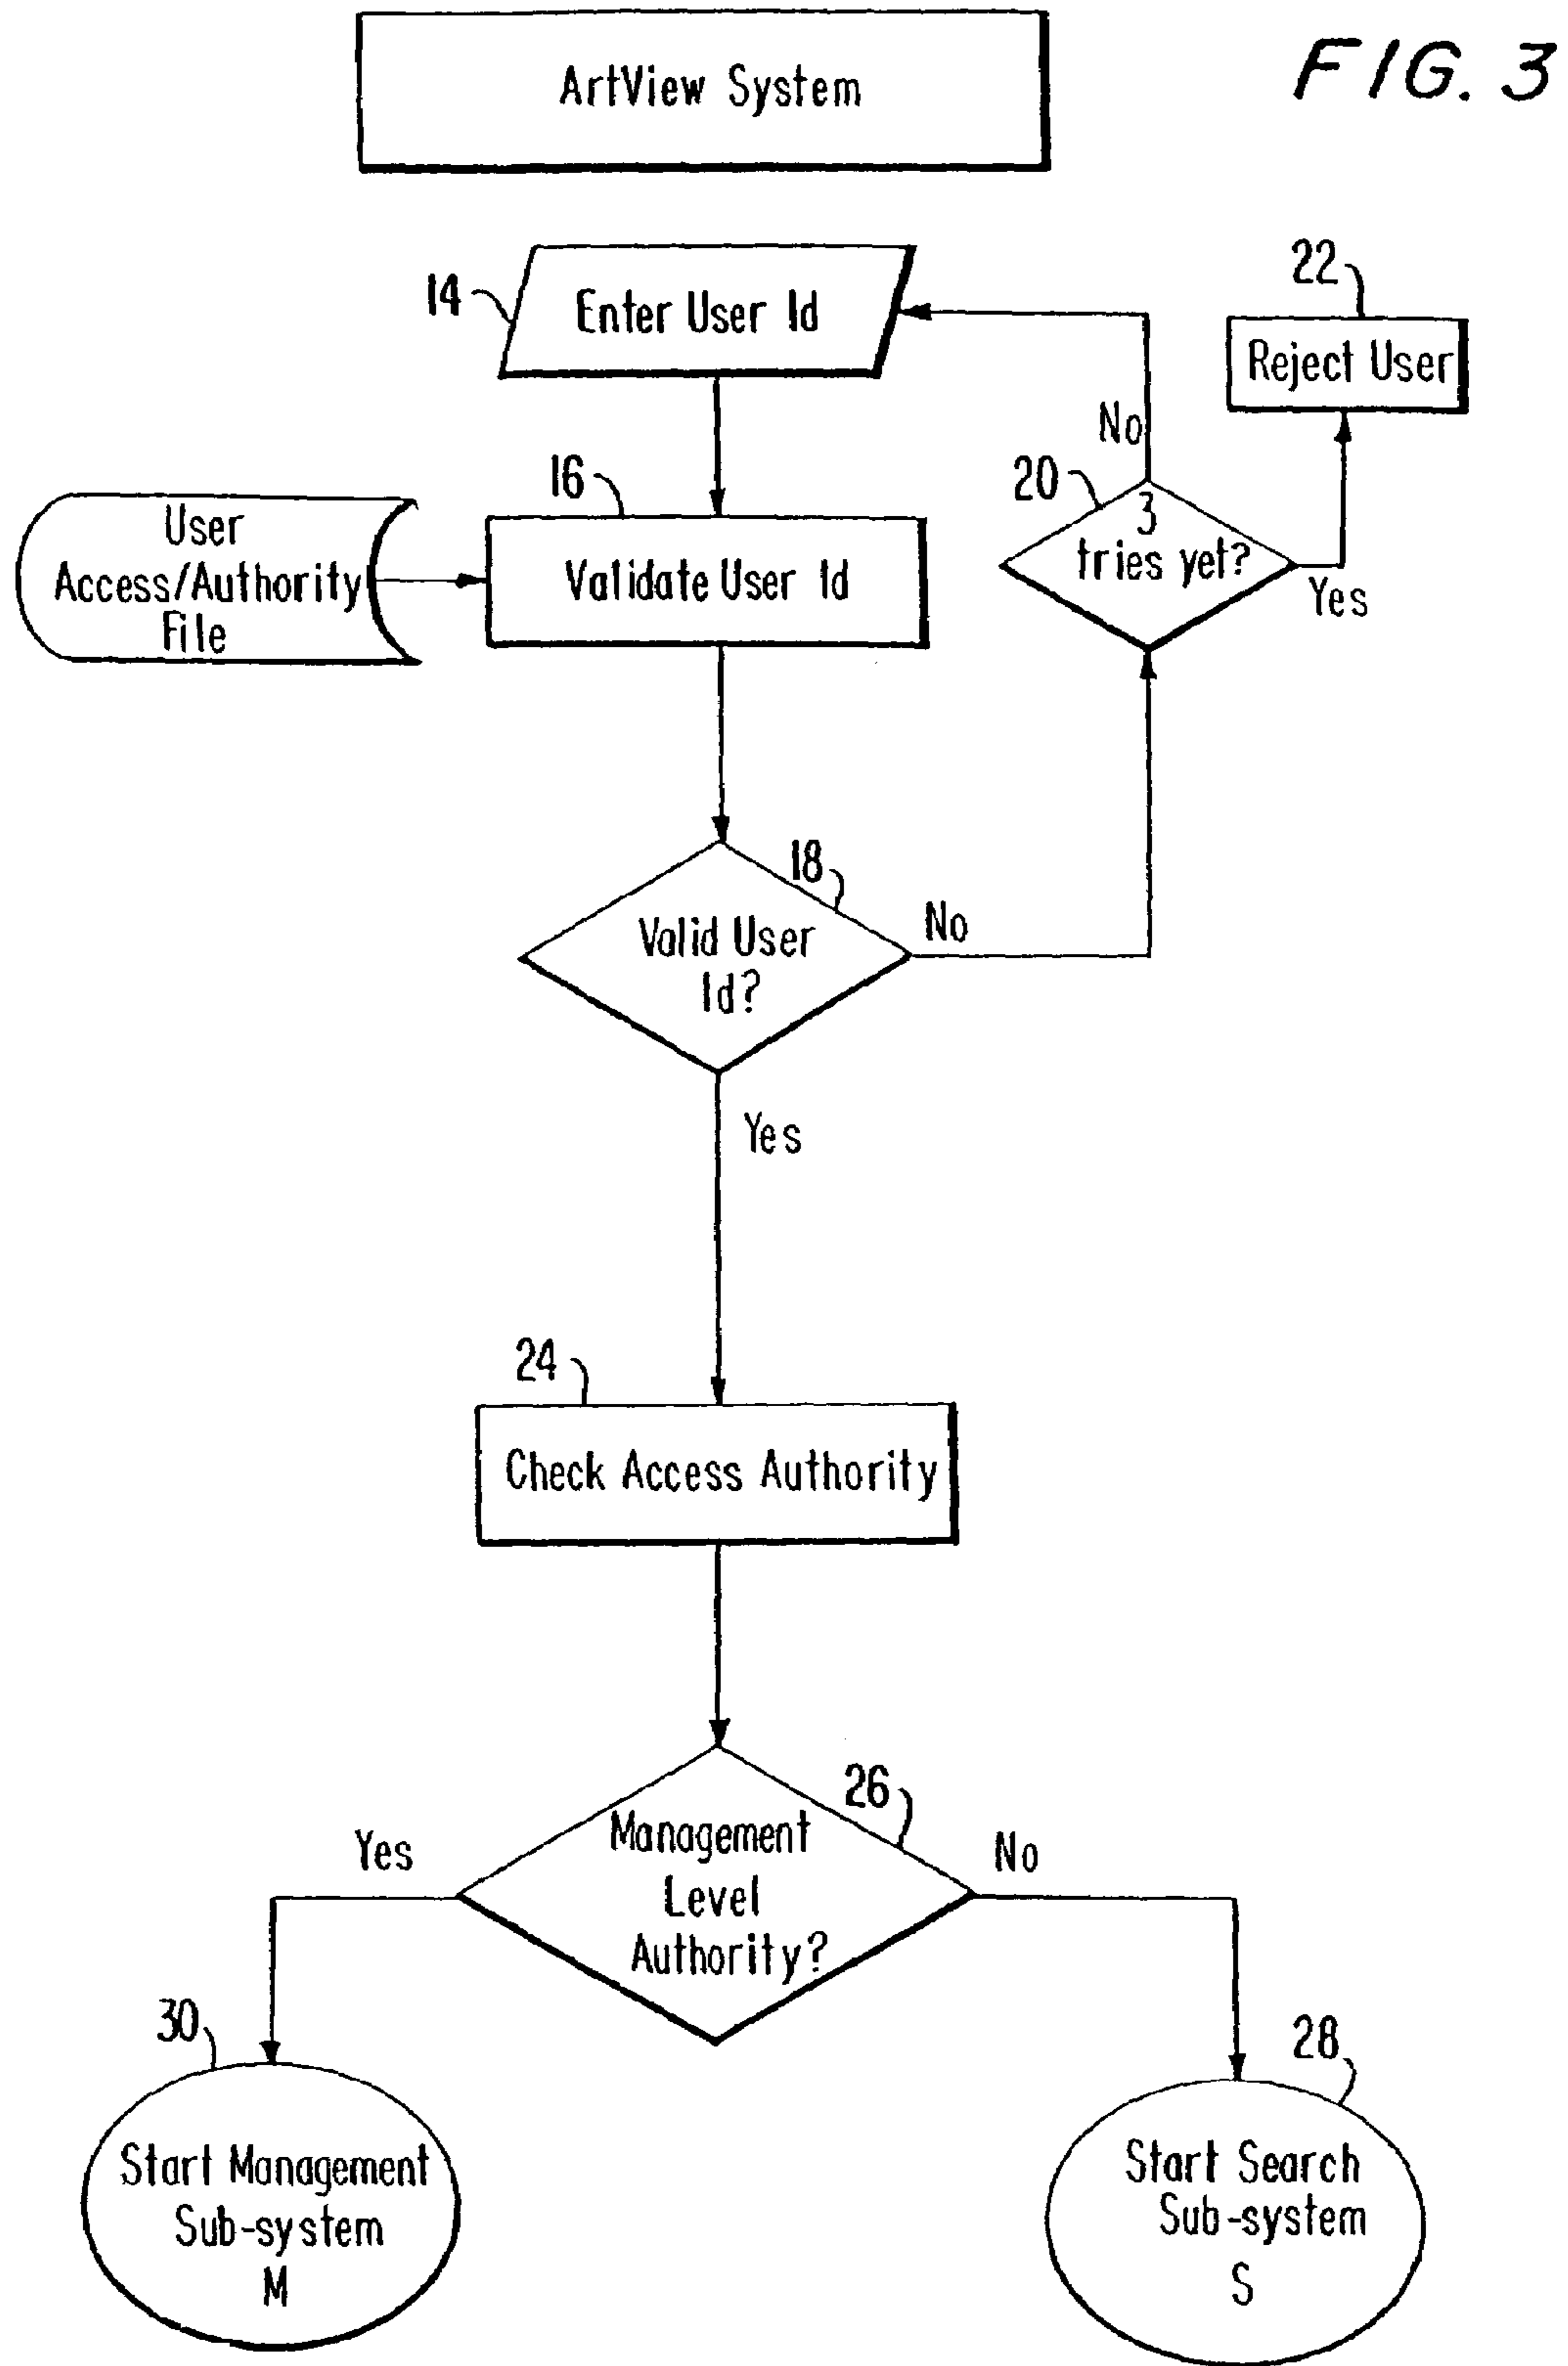 FIG. 3
ArtView System
14
Enter User Id
22
Reject User
No
16
20
3
tries yet?
Yes
User
Access/Authority
File
Validate User Id
18
Valid User
Id?
No
Yes
24
Check Access Authority
26
Management
Level
Authority?
Yes
No
30
Start Management
Sub-system
M
28
Start Search
Sub-system
S